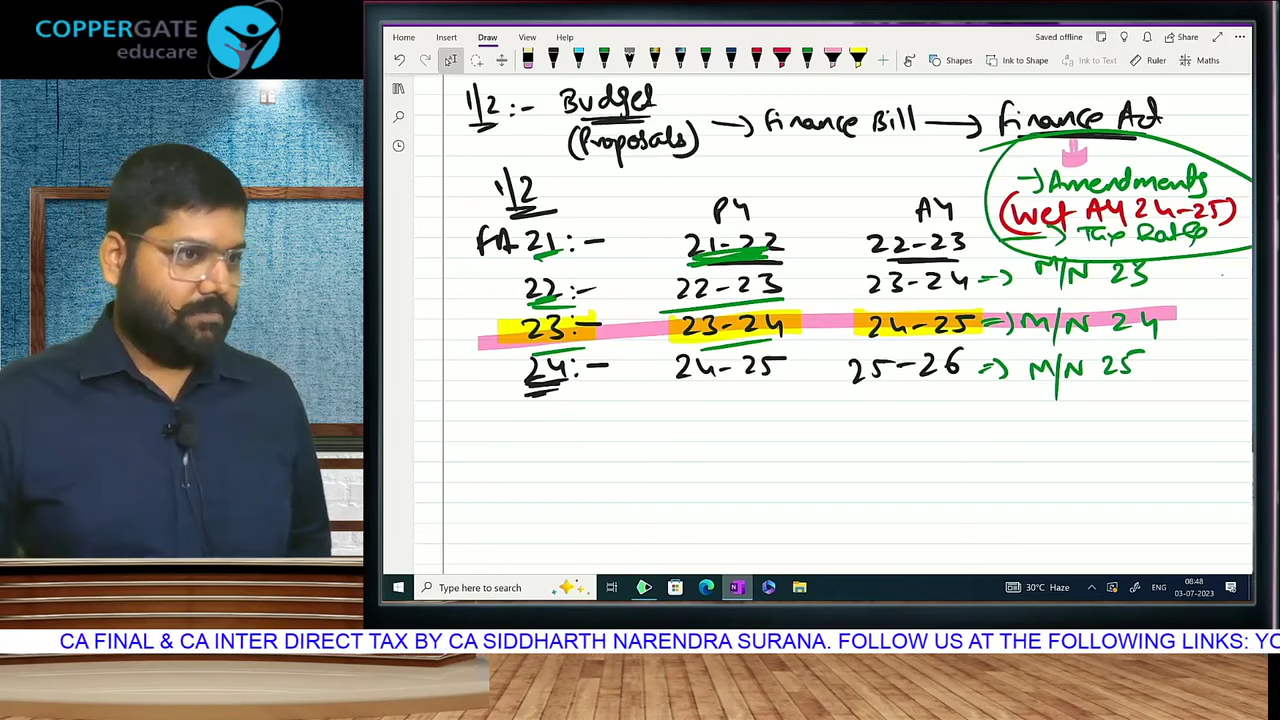 COPPERGATE
educare
Home Insert Draw View Help
Saved offline
Share
Shapes
Ink to Shape
Ink to Text
Ruler
Maths
1/2 :- Budget (Proposals) → Finance Bill → Finance Act
→ Amendments
(wef AY 24-25)
→ Tax Rates
1/2
PY AY
FA 21 :- 21-22 22-23
22 :- 22-23 23-24 => M/N 23
23 :- 23-24 24-25 => M/N 24
24 :- 24-25 25-26 => M/N 25
Type here to search
30°C Haze
ENG
08:48
03-07-2023
CA FINAL & CA INTER DIRECT TAX BY CA SIDDHARTH NARENDRA SURANA. FOLLOW US AT THE FOLLOWING LINKS: YO